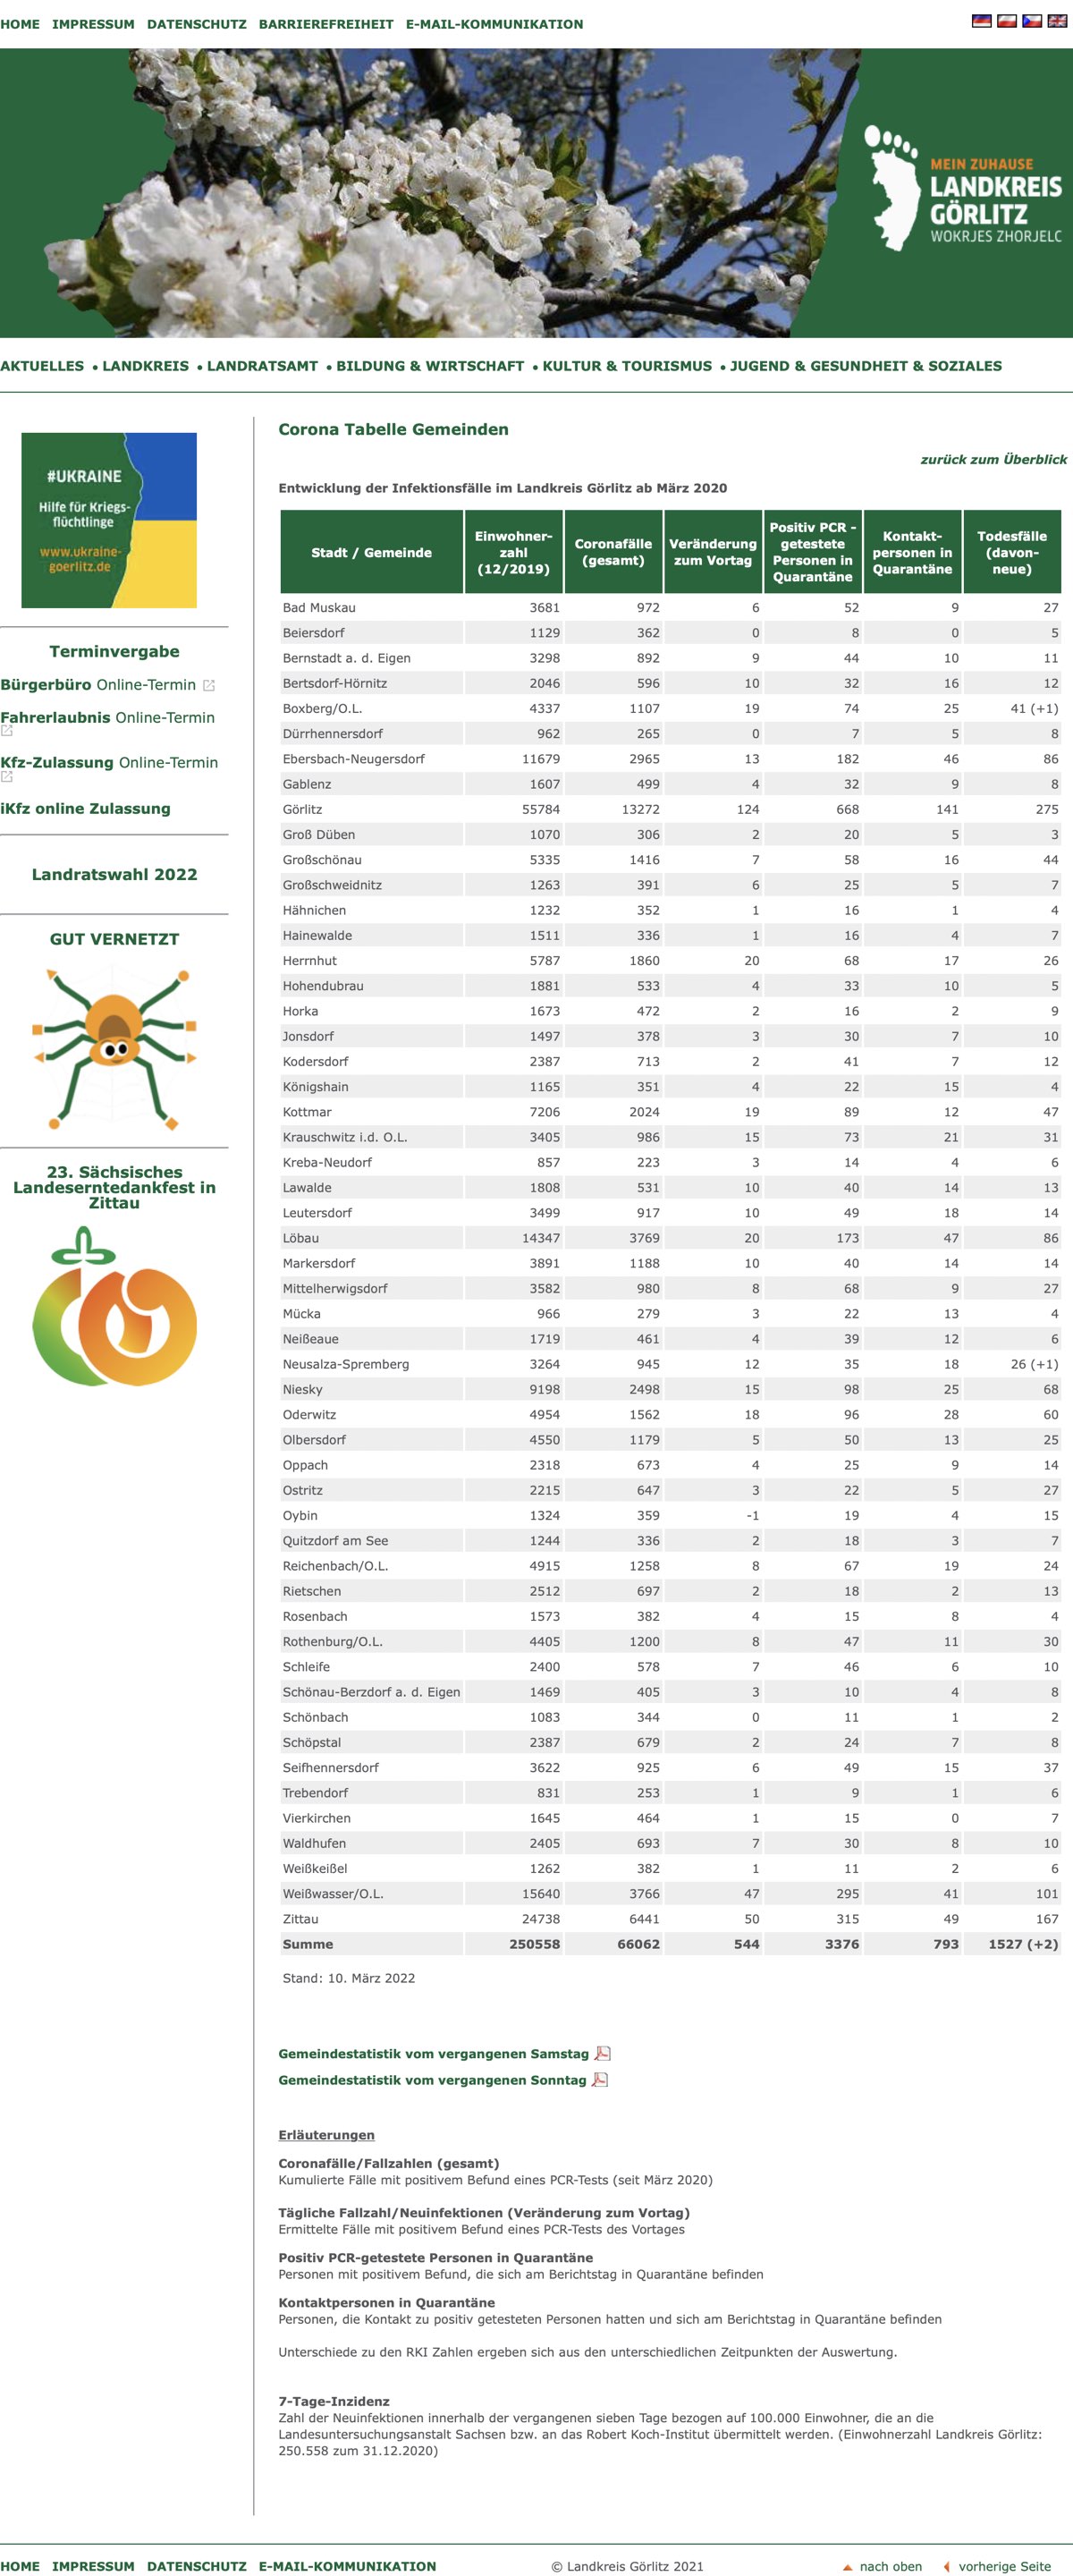 HOME IMPRESSUM DATENSCHUTZ BARRIEREFREIHEIT E-MAIL-KOMMUNIKATION
MEIN ZUHAUSE
LANDKREIS
GÖRLITZ
WOKRJES ZHORJELC
AKTUELLES • LANDKREIS • LANDRATSAMT • BILDUNG & WIRTSCHAFT • KULTUR & TOURISMUS • JUGEND & GESUNDHEIT & SOZIALES
#UKRAINE
Hilfe für Kriegs-
flüchtlinge
www.ukraine-
goerlitz.de
Terminvergabe
Bürgerbüro Online-Termin
Fahrerlaubnis Online-Termin
Kfz-Zulassung Online-Termin
iKfz online Zulassung
Landratswahl 2022
GUT VERNETZT
23. Sächsisches
Landeserntedankfest in
Zittau
Corona Tabelle Gemeinden
zurück zum Überblick
Entwicklung der Infektionsfälle im Landkreis Görlitz ab März 2020
Stadt / Gemeinde Einwohner-zahl (12/2019) Coronafälle (gesamt) Veränderung zum Vortag Positiv PCR - getestete Personen in Quarantäne Kontakt-personen in Quarantäne Todesfälle (davon-neue)
Bad Muskau 3681 972 6 52 9 27
Beiersdorf 1129 362 0 8 0 5
Bernstadt a. d. Eigen 3298 892 9 44 10 11
Bertsdorf-Hörnitz 2046 596 10 32 16 12
Boxberg/O.L. 4337 1107 19 74 25 41 (+1)
Dürrhennersdorf 962 265 0 7 5 8
Ebersbach-Neugersdorf 11679 2965 13 182 46 86
Gablenz 1607 499 4 32 9 8
Görlitz 55784 13272 124 668 141 275
Groß Düben 1070 306 2 20 5 3
Großschönau 5335 1416 7 58 16 44
Großschweidnitz 1263 391 6 25 5 7
Hähnichen 1232 352 1 16 1 4
Hainewalde 1511 336 1 16 4 7
Herrnhut 5787 1860 20 68 17 26
Hohendubrau 1881 533 4 33 10 5
Horka 1673 472 2 16 2 9
Jonsdorf 1497 378 3 30 7 10
Kodersdorf 2387 713 2 41 7 12
Königshain 1165 351 4 22 15 4
Kottmar 7206 2024 19 89 12 47
Krauschwitz i.d. O.L. 3405 986 15 73 21 31
Kreba-Neudorf 857 223 3 14 4 6
Lawalde 1808 531 10 40 14 13
Leutersdorf 3499 917 10 49 18 14
Löbau 14347 3769 20 173 47 86
Markersdorf 3891 1188 10 40 14 14
Mittelherwigsdorf 3582 980 8 68 9 27
Mücka 966 279 3 22 13 4
Neißeaue 1719 461 4 39 12 6
Neusalza-Spremberg 3264 945 12 35 18 26 (+1)
Niesky 9198 2498 15 98 25 68
Oderwitz 4954 1562 18 96 28 60
Olbersdorf 4550 1179 5 50 13 25
Oppach 2318 673 4 25 9 14
Ostritz 2215 647 3 22 5 27
Oybin 1324 359 -1 19 4 15
Quitzdorf am See 1244 336 2 18 3 7
Reichenbach/O.L. 4915 1258 8 67 19 24
Rietschen 2512 697 2 18 2 13
Rosenbach 1573 382 4 15 8 4
Rothenburg/O.L. 4405 1200 8 47 11 30
Schleife 2400 578 7 46 6 10
Schönau-Berzdorf a. d. Eigen 1469 405 3 10 4 8
Schönbach 1083 344 0 11 1 2
Schöpstal 2387 679 2 24 7 8
Seifhennersdorf 3622 925 6 49 15 37
Trebendorf 831 253 1 9 1 6
Vierkirchen 1645 464 1 15 0 7
Waldhufen 2405 693 7 30 8 10
Weißkeißel 1262 382 1 11 2 6
Weißwasser/O.L. 15640 3766 47 295 41 101
Zittau 24738 6441 50 315 49 167
Summe 250558 66062 544 3376 793 1527 (+2)
Stand: 10. März 2022
Gemeindestatistik vom vergangenen Samstag
Gemeindestatistik vom vergangenen Sonntag
Erläuterungen
Coronafälle/Fallzahlen (gesamt)
Kumulierte Fälle mit positivem Befund eines PCR-Tests (seit März 2020)
Tägliche Fallzahl/Neuinfektionen (Veränderung zum Vortag)
Ermittelte Fälle mit positivem Befund eines PCR-Tests des Vortages
Positiv PCR-getestete Personen in Quarantäne
Personen mit positivem Befund, die sich am Berichtstag in Quarantäne befinden
Kontaktpersonen in Quarantäne
Personen, die Kontakt zu positiv getesteten Personen hatten und sich am Berichtstag in Quarantäne befinden
Unterschiede zu den RKI Zahlen ergeben sich aus den unterschiedlichen Zeitpunkten der Auswertung.
7-Tage-Inzidenz
Zahl der Neuinfektionen innerhalb der vergangenen sieben Tage bezogen auf 100.000 Einwohner, die an die
Landesuntersuchungsanstalt Sachsen bzw. an das Robert Koch-Institut übermittelt werden. (Einwohnerzahl Landkreis Görlitz:
250.558 zum 31.12.2020)
HOME IMPRESSUM DATENSCHUTZ E-MAIL-KOMMUNIKATION © Landkreis Görlitz 2021 nach oben vorherige Seite